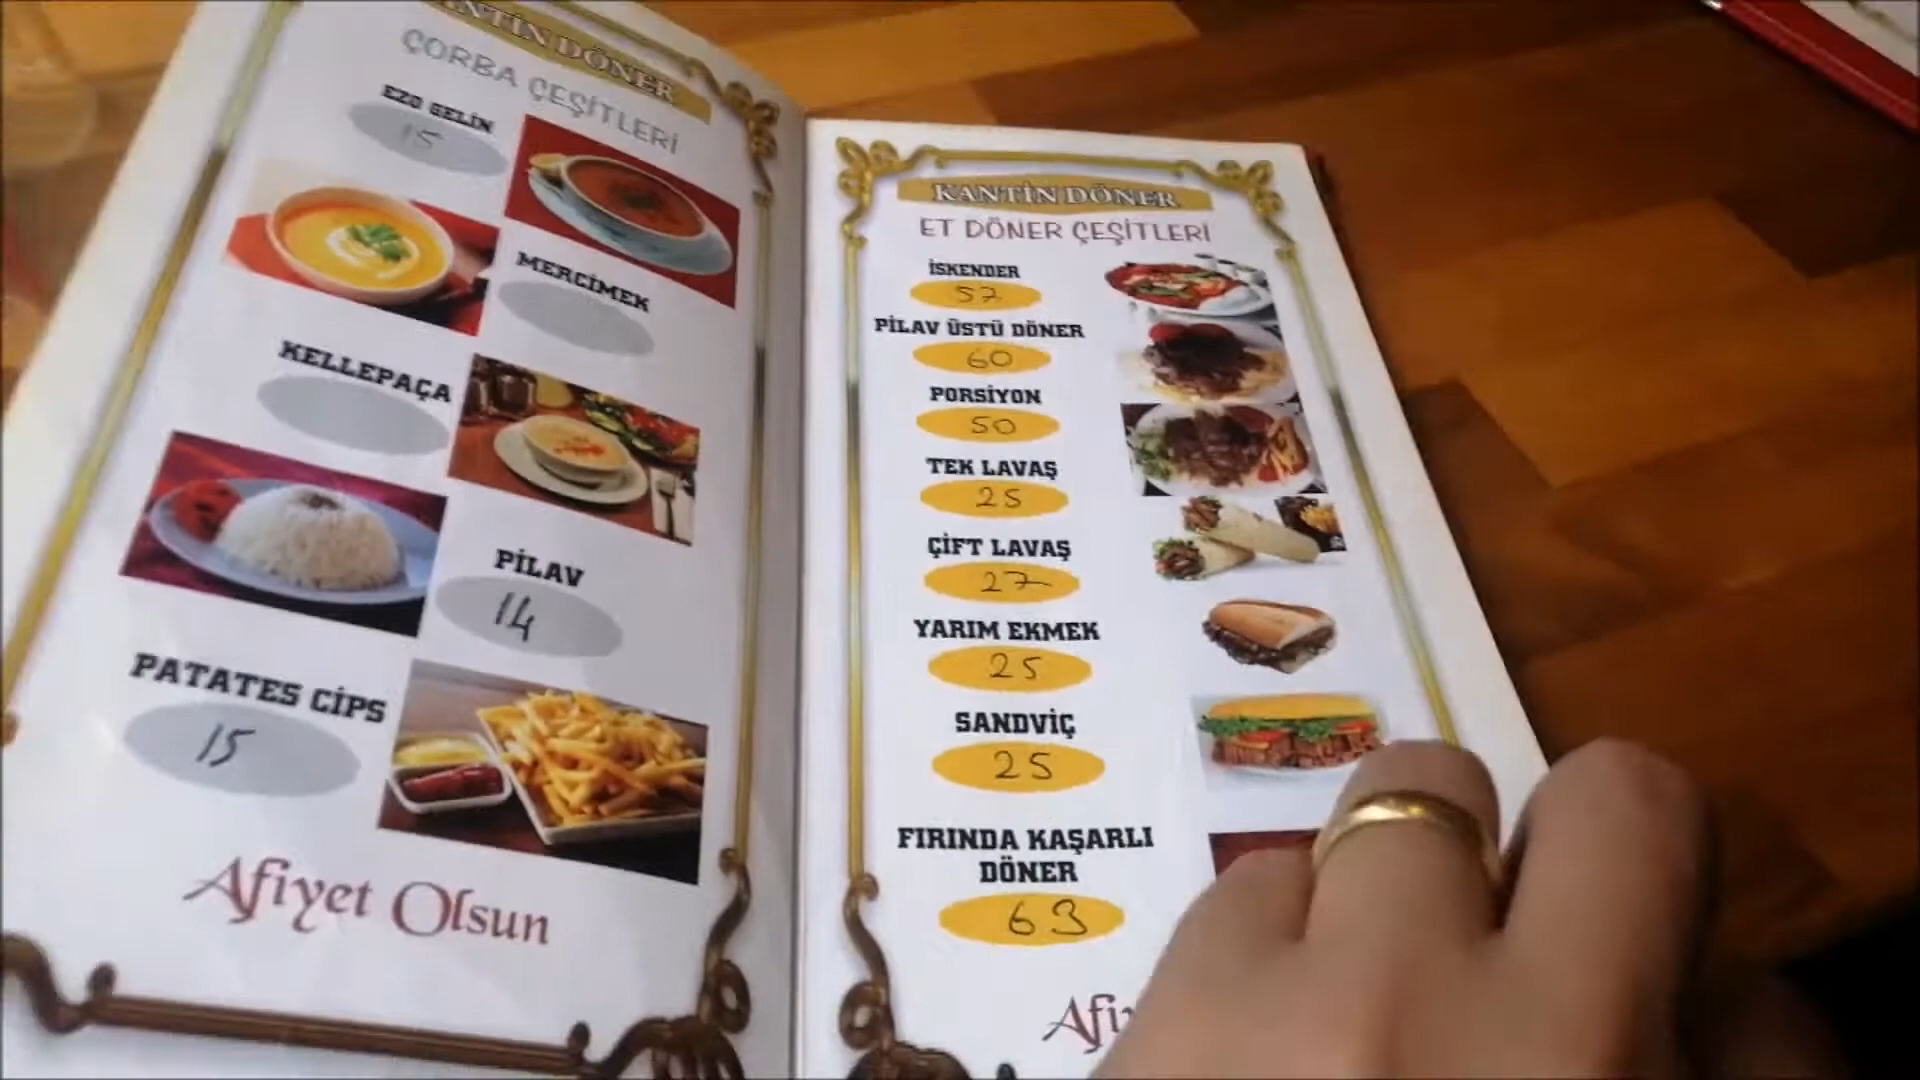 KANTİN DÖNER
ÇORBA ÇEŞİTLERİ
EZO GELİN
15
MERCİMEK
KELLEPAÇA
PİLAV
14
PATATES CİPS
15
Afiyet Olsun
KANTİN DÖNER
ET DÖNER ÇEŞİTLERİ
İSKENDER
57
PİLAV ÜSTÜ DÖNER
60
PORSİYON
50
TEK LAVAŞ
25
ÇİFT LAVAŞ
27
YARIM EKMEK
25
SANDVİÇ
25
FIRINDA KAŞARLI
DÖNER
63
Afiy